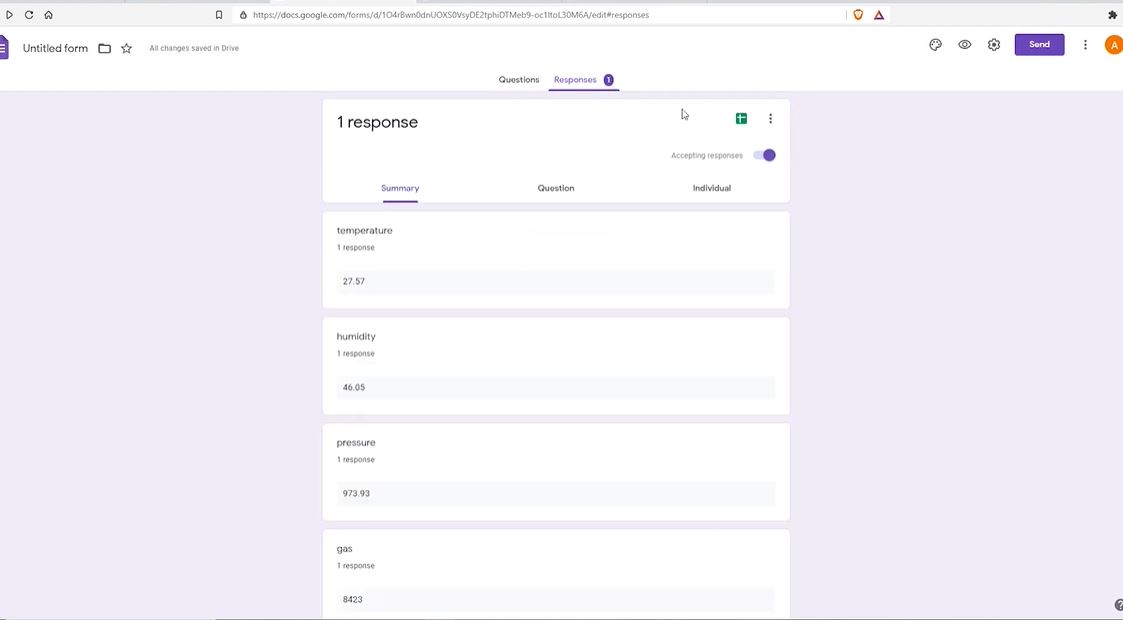 https://docs.google.com/forms/d/1O4rBwn0dnUOXS0VsyDE2tphiDTMeb9-oc1ItoL30M6A/edit#responses
Untitled form
All changes saved in Drive
Send
A
Questions
Responses 1
1 response
Accepting responses
Summary
Question
Individual
temperature
1 response
27.57
humidity
1 response
46.05
pressure
1 response
973.93
gas
1 response
8423